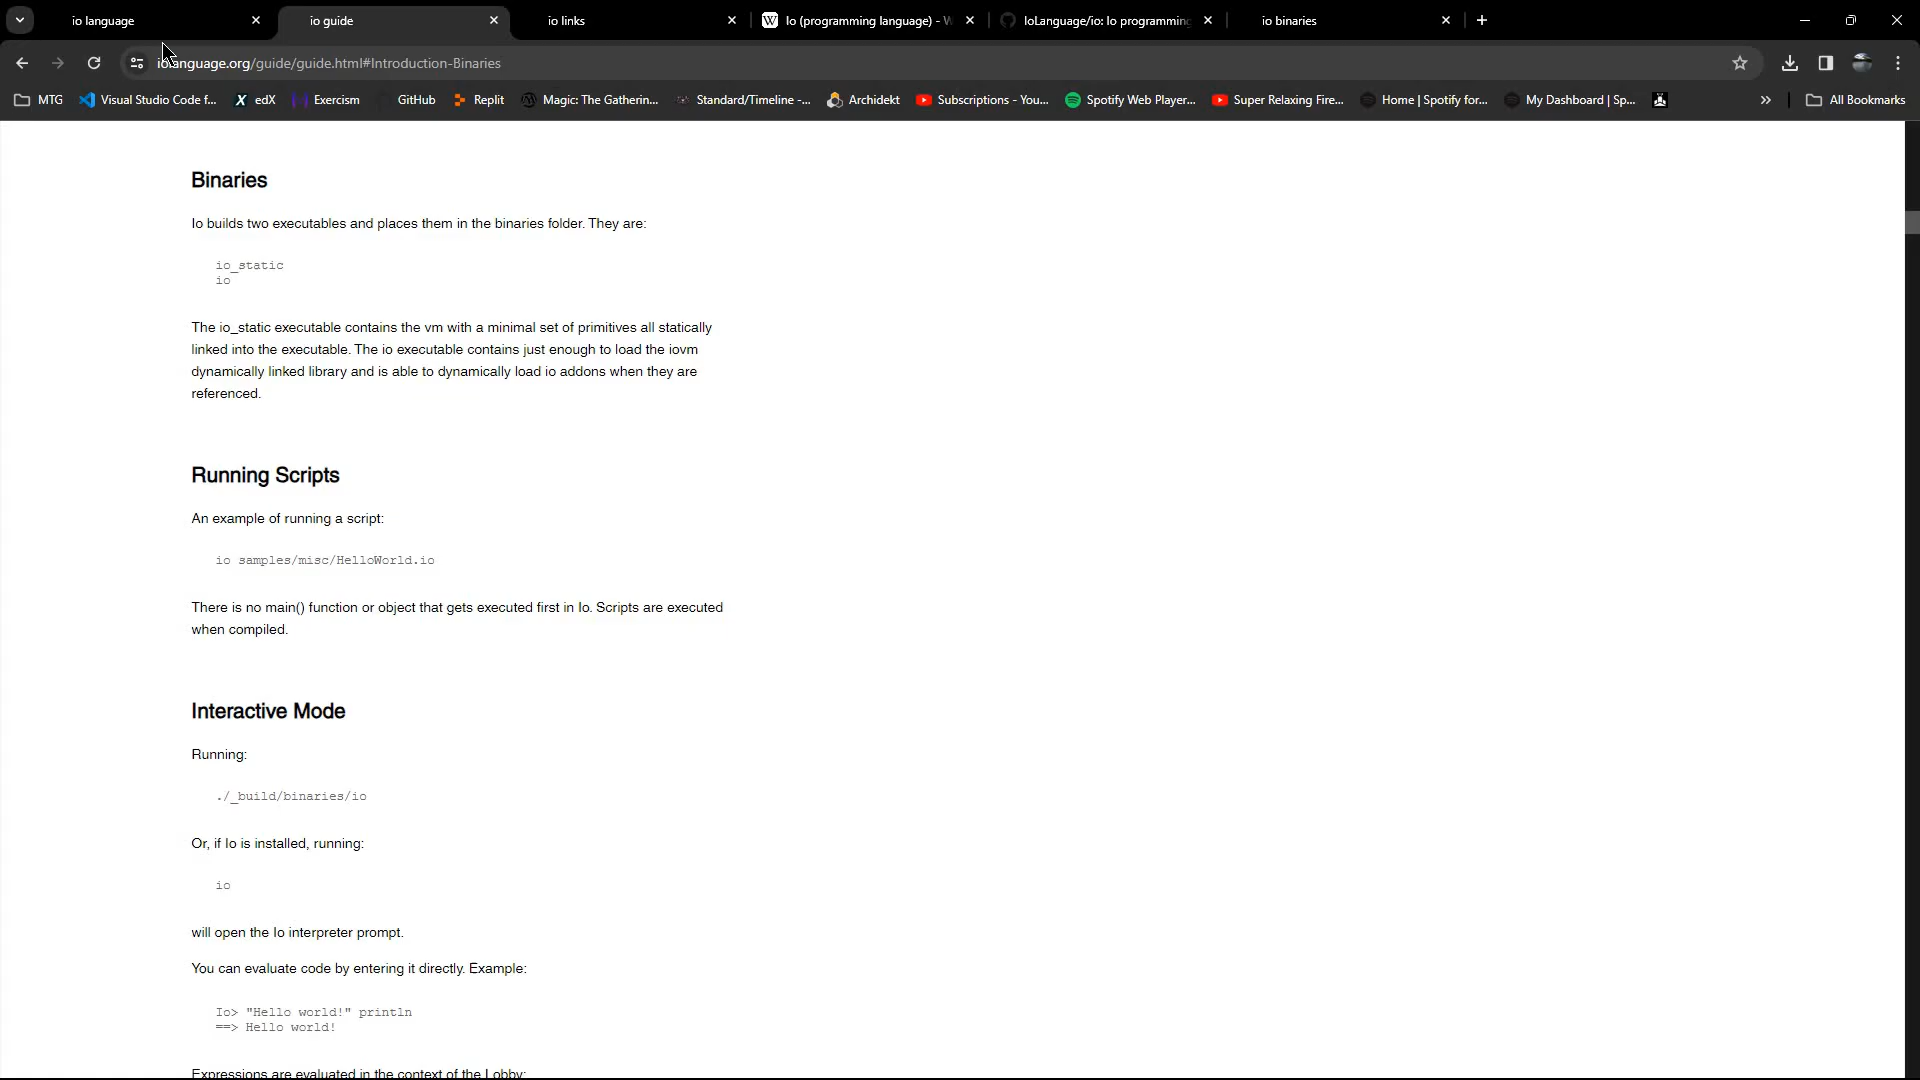 io language
io guide
io links
Io (programming language) - W
IoLanguage/io: Io programming
io binaries
iolanguage.org/guide/guide.html#Introduction-Binaries
MTG
Visual Studio Code f...
edX
Exercism
GitHub
Replit
Magic: The Gatherin...
Standard/Timeline -...
Archidekt
Subscriptions - You...
Spotify Web Player...
Super Relaxing Fire...
Home | Spotify for...
My Dashboard | Sp...
All Bookmarks
Binaries
Io builds two executables and places them in the binaries folder. They are:
io_static
io
The io_static executable contains the vm with a minimal set of primitives all statically
linked into the executable. The io executable contains just enough to load the iovm
dynamically linked library and is able to dynamically load io addons when they are
referenced.
Running Scripts
An example of running a script:
io samples/misc/HelloWorld.io
There is no main() function or object that gets executed first in Io. Scripts are executed
when compiled.
Interactive Mode
Running:
./_build/binaries/io
Or, if Io is installed, running:
io
will open the Io interpreter prompt.
You can evaluate code by entering it directly. Example:
Io> "Hello world!" println
==> Hello world!
Expressions are evaluated in the context of the Lobby: